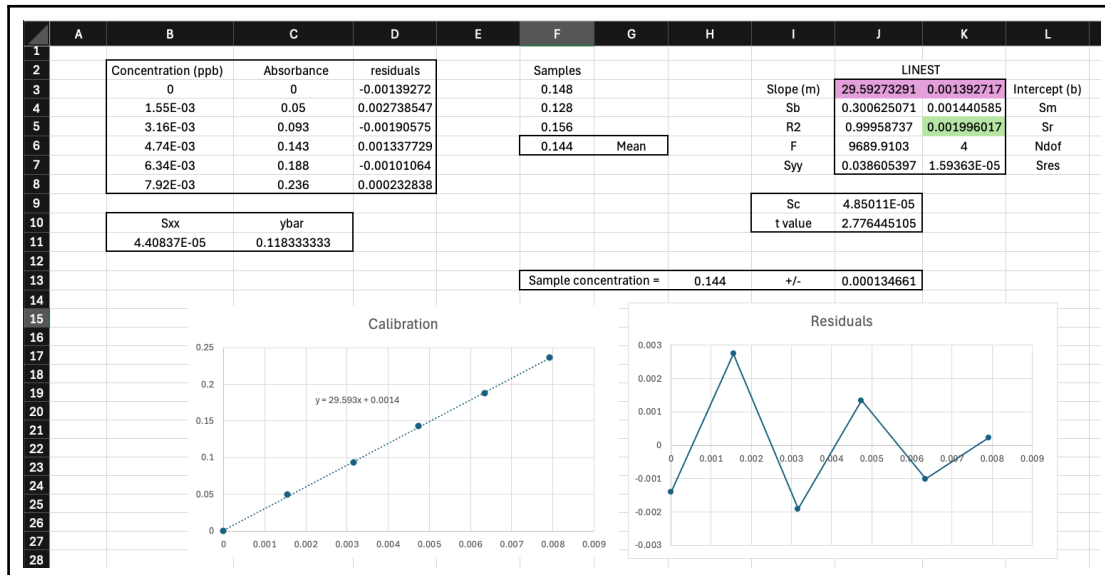 A B C D E F G H I J K L
1
2 Concentration (ppb) Absorbance residuals Samples LINEST
3 0 0 -0.00139272 0.148 Slope (m) 29.59273291 0.001392717 Intercept (b)
4 1.55E-03 0.05 0.002738547 0.128 Sb 0.300625071 0.001440585 Sm
5 3.16E-03 0.093 -0.00190575 0.156 R2 0.99958737 0.001996017 Sr
6 4.74E-03 0.143 0.001337729 0.144 Mean F 9689.9103 4 Ndof
7 6.34E-03 0.188 -0.00101064 Syy 0.038605397 1.59363E-05 Sres
8 7.92E-03 0.236 0.000232838
9 Sc 4.85011E-05
10 Sxx ybar t value 2.776445105
11 4.40837E-05 0.118333333
12
13 Sample concentration = 0.144 +/- 0.000134661
14
15
16
17
18
19
20
21
22
23
24
25
26
27
28
Calibration
0.25
0.2
0.15
0.1
0.05
0
y = 29.593x + 0.0014
0 0.001 0.002 0.003 0.004 0.005 0.006 0.007 0.008 0.009
Residuals
0.003
0.002
0.001
0
-0.001
-0.002
-0.003
0 0.001 0.002 0.003 0.004 0.005 0.006 0.007 0.008 0.009